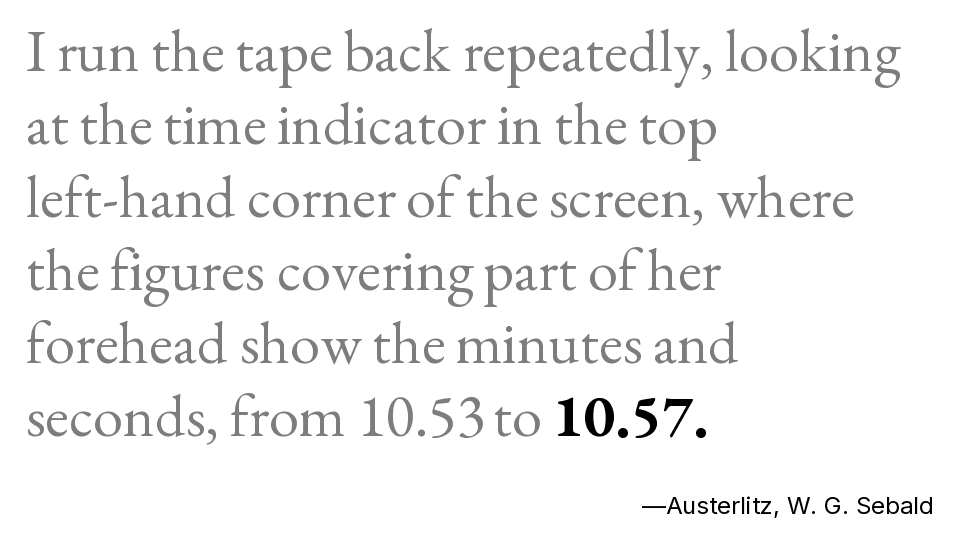 I run the tape back repeatedly, looking
at the time indicator in the top
left-hand corner of the screen, where
the figures covering part of her
forehead show the minutes and
seconds, from 10.53 to 10.57.
—Austerlitz, W. G. Sebald